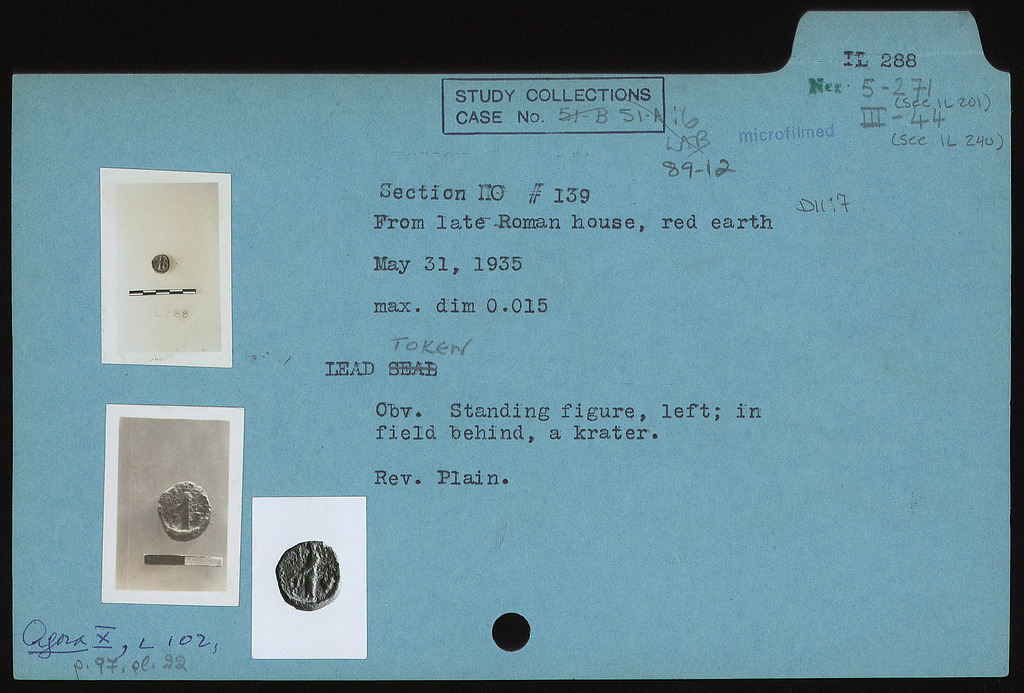 IL 288
Neg. 5-271
(see IL 201)
III - 44
(see IL 240)
STUDY COLLECTIONS
CASE No. 51-B 51-A 16
LAB
89-12
microfilmed
Section # 139
D11:7
From late Roman house, red earth
May 31, 1935
max. dim 0.015
TOKEN
LEAD SEAL
Obv. Standing figure, left; in
field behind, a krater.
Rev. Plain.
L 288
Agora X, L 102,
p. 97, pl. 22